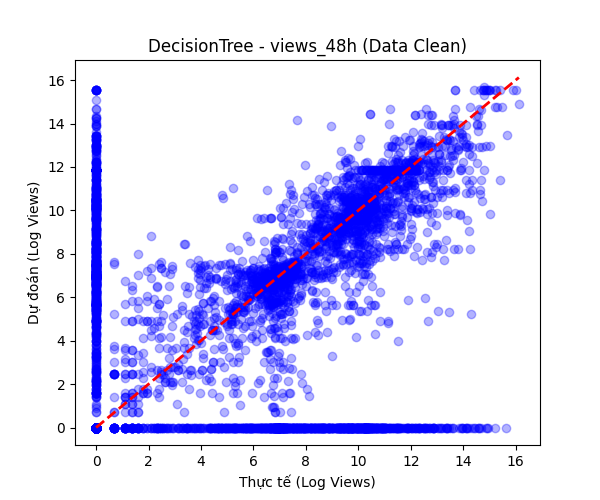 DecisionTree - views_48h (Data Clean)
Dự đoán (Log Views)
16
14
12
10
8
6
4
2
0
0 2 4 6 8 10 12 14 16
Thực tế (Log Views)